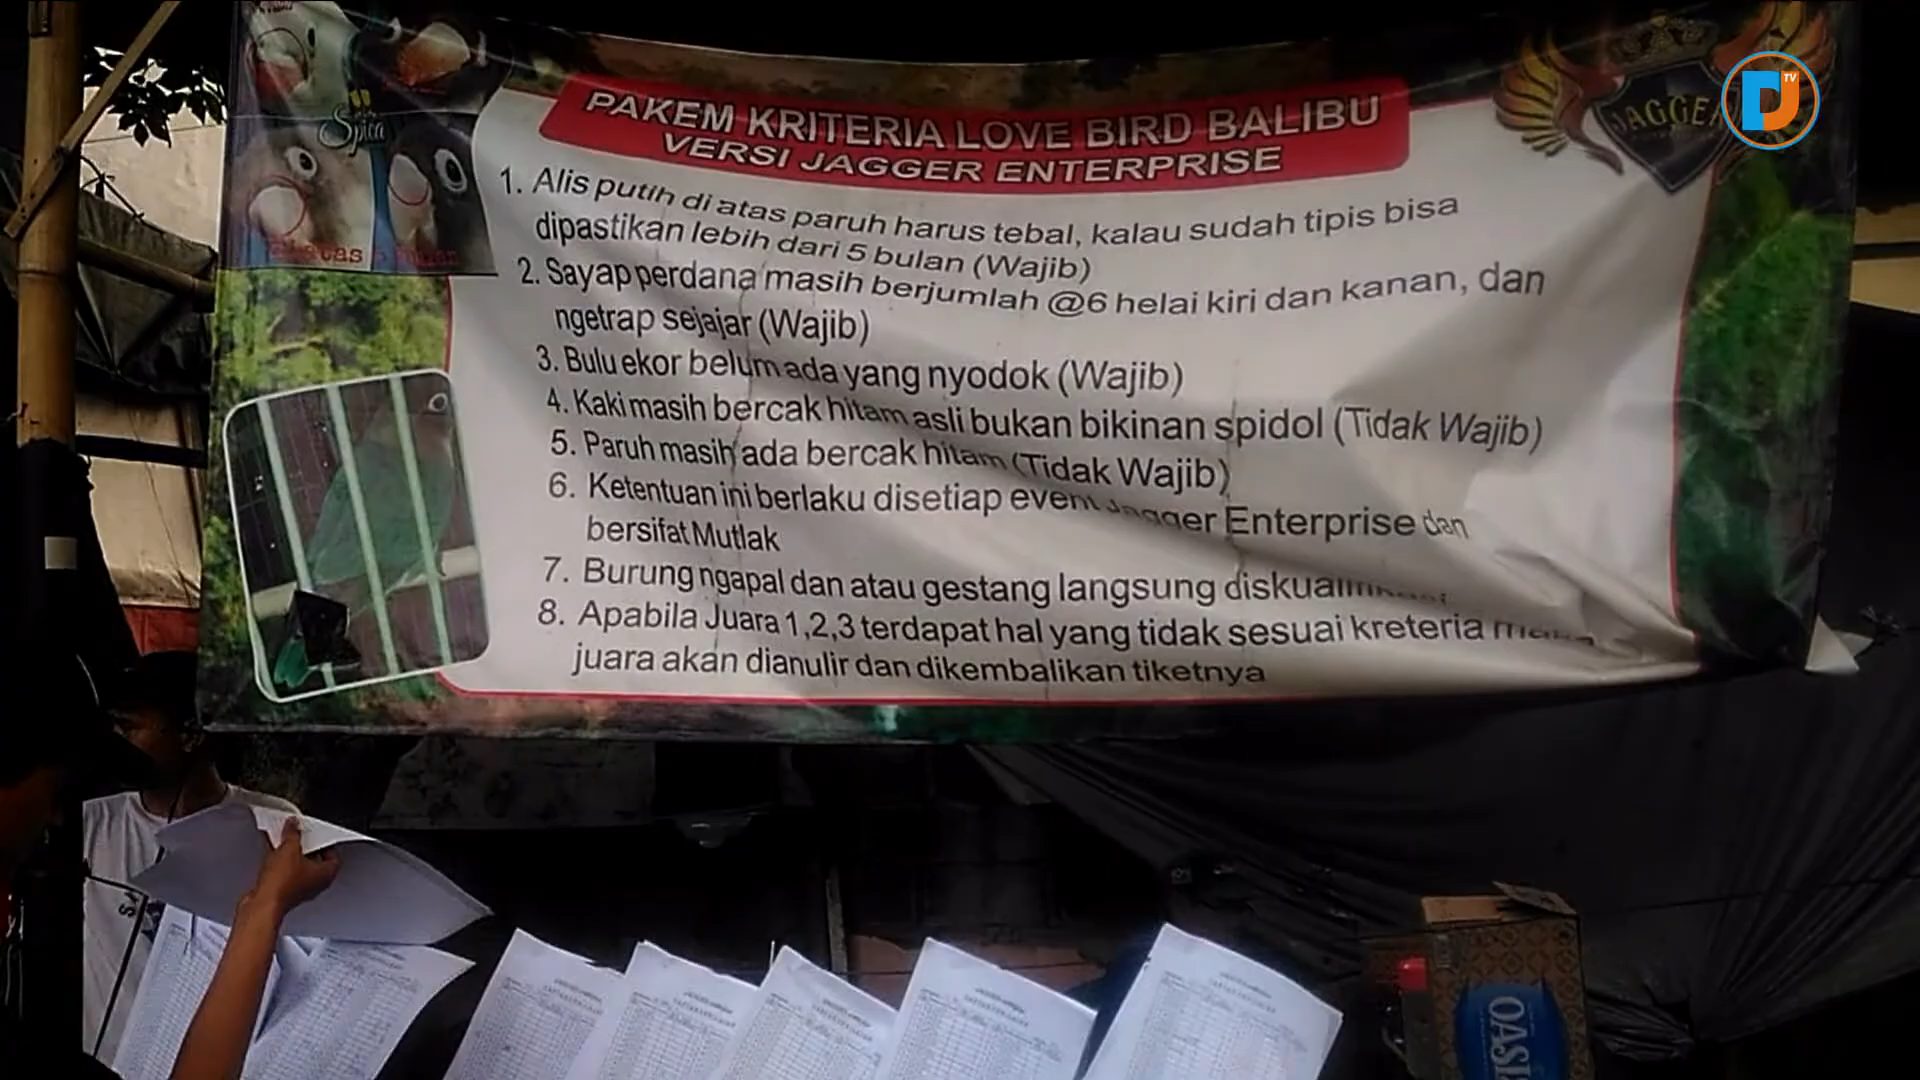 Spica
JAGGER
TV
PAKEM KRITERIA LOVE BIRD BALIBU
VERSI JAGGER ENTERPRISE
1. Alis putih di atas paruh harus tebal, kalau sudah tipis bisa
dipastikan lebih dari 5 bulan (Wajib)
2. Sayap perdana masih berjumlah @6 helai kiri dan kanan, dan
ngetrap sejajar (Wajib)
3. Bulu ekor belum ada yang nyodok (Wajib)
4. Kaki masih bercak hitam asli bukan bikinan spidol (Tidak Wajib)
5. Paruh masih ada bercak hitam (Tidak Wajib)
6. Ketentuan ini berlaku disetiap event Jagger Enterprise dan
bersifat Mutlak
7. Burung ngapal dan atau gestang langsung
8. Apabila Juara 1,2,3 terdapat hal yang tidak sesuai kreteria
juara akan dianulir dan dikembalikan tiketnya
OASIS